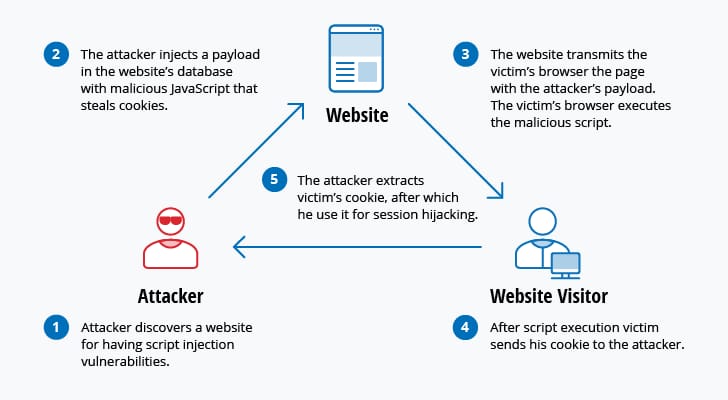 2
The attacker injects a payload
in the website's database
with malicious JavaScript that
steals cookies.
Website
3
The website transmits the
victim's browser the page
with the attacker's payload.
The victim's browser executes
the malicious script.
5
The attacker extracts
victim's cookie, after which
he use it for session hijacking.
Attacker
1
Attacker discovers a website
for having script injection
vulnerabilities.
Website Visitor
4
After script execution victim
sends his cookie to the attacker.